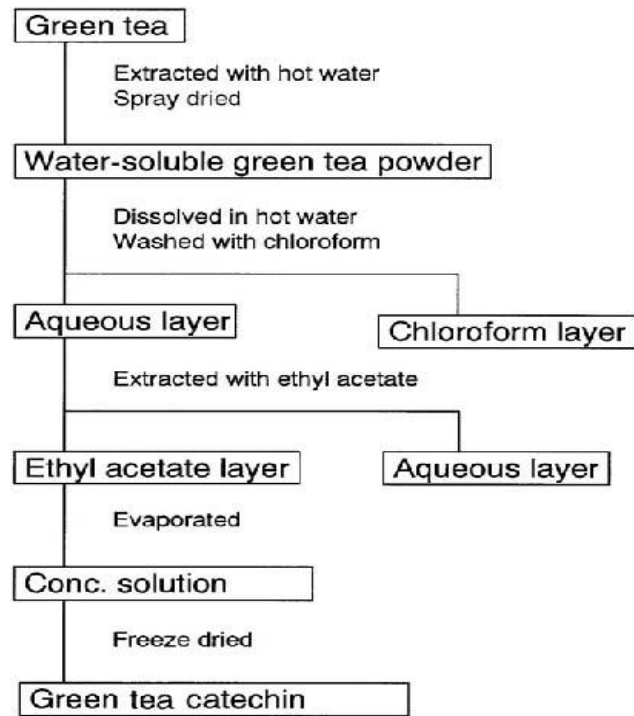 Green tea
Extracted with hot water
Spray dried
Water-soluble green tea powder
Dissolved in hot water
Washed with chloroform
Aqueous layer
Chloroform layer
Extracted with ethyl acetate
Ethyl acetate layer
Aqueous layer
Evaporated
Conc. solution
Freeze dried
Green tea catechin